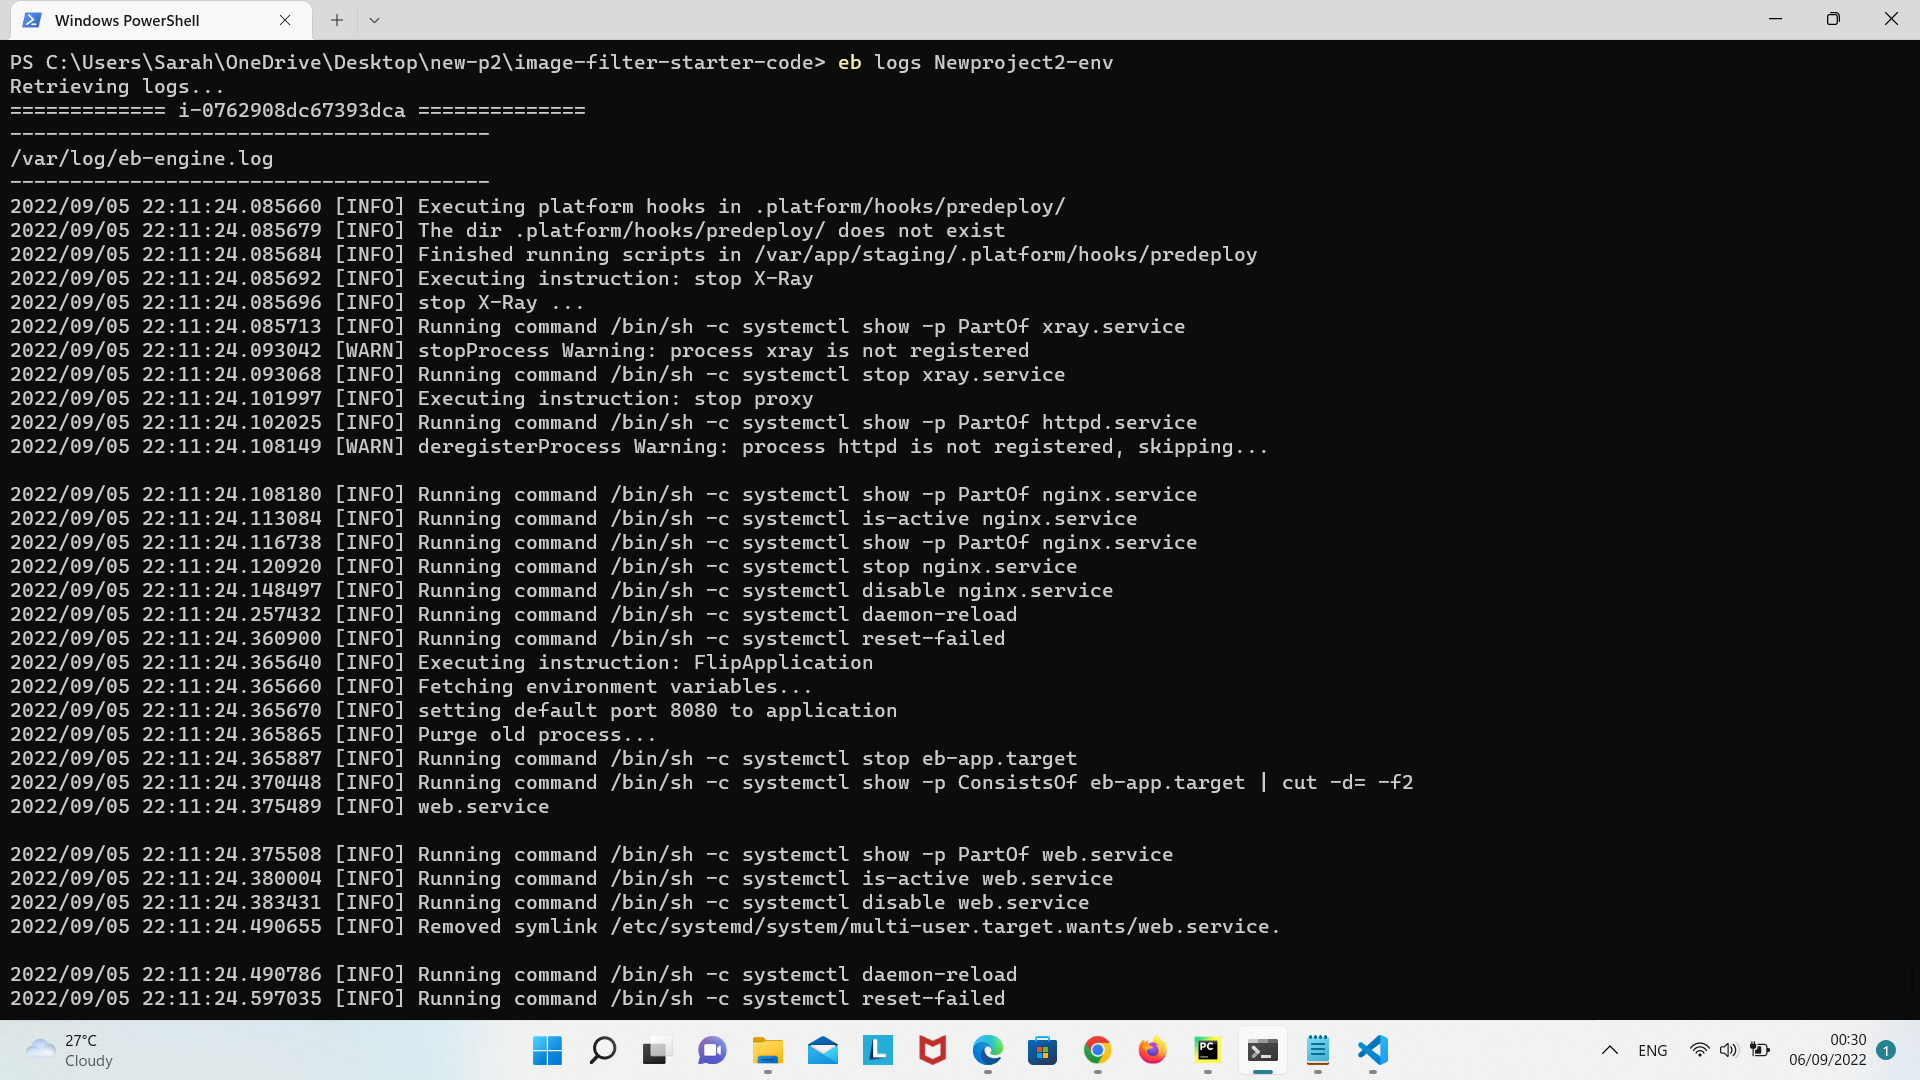 Windows PowerShell
PS C:\Users\Sarah\OneDrive\Desktop\new-p2\image-filter-starter-code> eb logs Newproject2-env
Retrieving logs...
============= i-0762908dc67393dca ==============
----------------------------------------
/var/log/eb-engine.log
----------------------------------------
2022/09/05 22:11:24.085660 [INFO] Executing platform hooks in .platform/hooks/predeploy/
2022/09/05 22:11:24.085679 [INFO] The dir .platform/hooks/predeploy/ does not exist
2022/09/05 22:11:24.085684 [INFO] Finished running scripts in /var/app/staging/.platform/hooks/predeploy
2022/09/05 22:11:24.085692 [INFO] Executing instruction: stop X-Ray
2022/09/05 22:11:24.085696 [INFO] stop X-Ray ...
2022/09/05 22:11:24.085713 [INFO] Running command /bin/sh -c systemctl show -p PartOf xray.service
2022/09/05 22:11:24.093042 [WARN] stopProcess Warning: process xray is not registered
2022/09/05 22:11:24.093068 [INFO] Running command /bin/sh -c systemctl stop xray.service
2022/09/05 22:11:24.101997 [INFO] Executing instruction: stop proxy
2022/09/05 22:11:24.102025 [INFO] Running command /bin/sh -c systemctl show -p PartOf httpd.service
2022/09/05 22:11:24.108149 [WARN] deregisterProcess Warning: process httpd is not registered, skipping...
2022/09/05 22:11:24.108180 [INFO] Running command /bin/sh -c systemctl show -p PartOf nginx.service
2022/09/05 22:11:24.113084 [INFO] Running command /bin/sh -c systemctl is-active nginx.service
2022/09/05 22:11:24.116738 [INFO] Running command /bin/sh -c systemctl show -p PartOf nginx.service
2022/09/05 22:11:24.120920 [INFO] Running command /bin/sh -c systemctl stop nginx.service
2022/09/05 22:11:24.148497 [INFO] Running command /bin/sh -c systemctl disable nginx.service
2022/09/05 22:11:24.257432 [INFO] Running command /bin/sh -c systemctl daemon-reload
2022/09/05 22:11:24.360900 [INFO] Running command /bin/sh -c systemctl reset-failed
2022/09/05 22:11:24.365640 [INFO] Executing instruction: FlipApplication
2022/09/05 22:11:24.365660 [INFO] Fetching environment variables...
2022/09/05 22:11:24.365670 [INFO] setting default port 8080 to application
2022/09/05 22:11:24.365865 [INFO] Purge old process...
2022/09/05 22:11:24.365887 [INFO] Running command /bin/sh -c systemctl stop eb-app.target
2022/09/05 22:11:24.370448 [INFO] Running command /bin/sh -c systemctl show -p ConsistsOf eb-app.target | cut -d= -f2
2022/09/05 22:11:24.375489 [INFO] web.service
2022/09/05 22:11:24.375508 [INFO] Running command /bin/sh -c systemctl show -p PartOf web.service
2022/09/05 22:11:24.380004 [INFO] Running command /bin/sh -c systemctl is-active web.service
2022/09/05 22:11:24.383431 [INFO] Running command /bin/sh -c systemctl disable web.service
2022/09/05 22:11:24.490655 [INFO] Removed symlink /etc/systemd/system/multi-user.target.wants/web.service.
2022/09/05 22:11:24.490786 [INFO] Running command /bin/sh -c systemctl daemon-reload
2022/09/05 22:11:24.597035 [INFO] Running command /bin/sh -c systemctl reset-failed
27°C
Cloudy
L
PC
ENG
00:30
06/09/2022
1